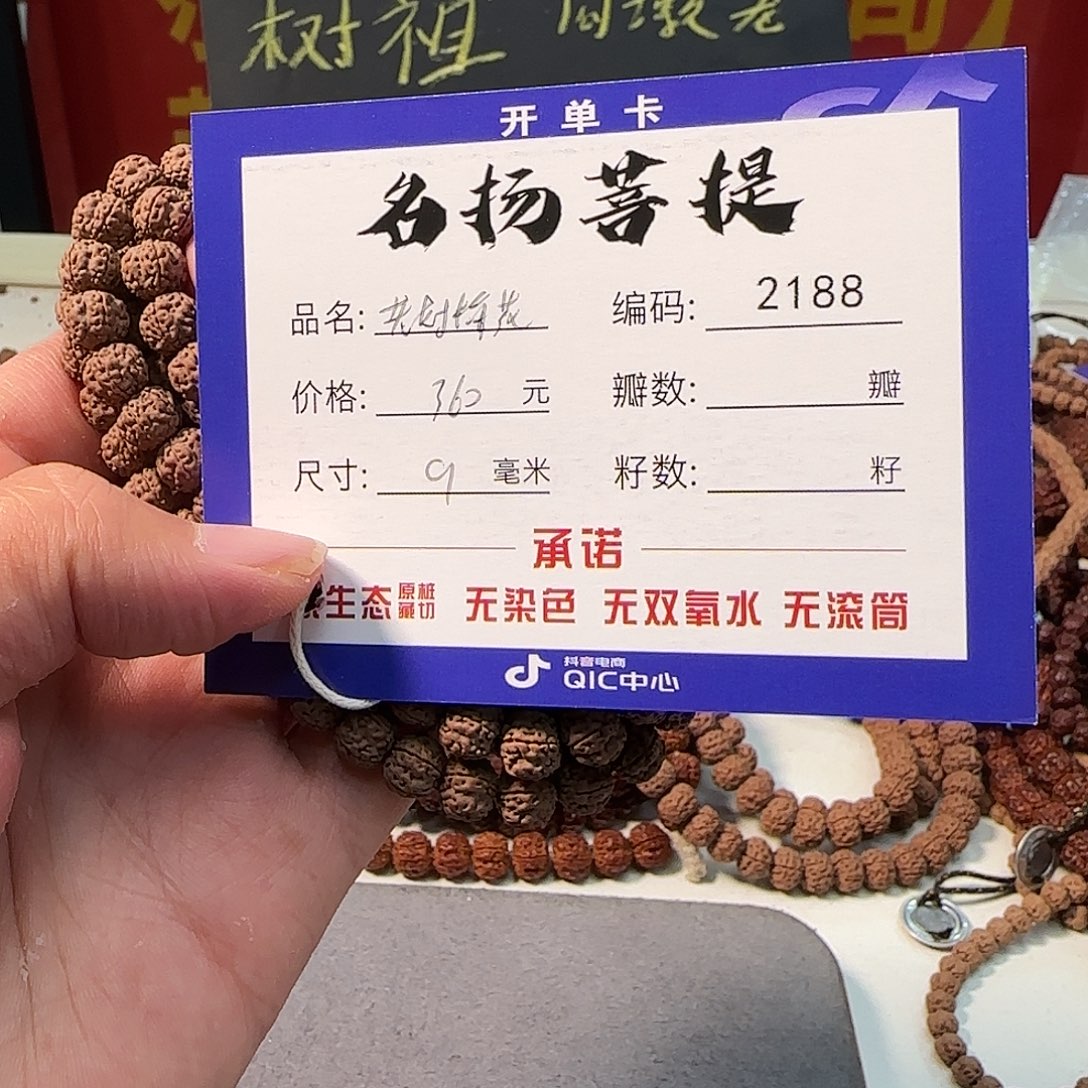 树祖
开单卡
名扬菩提
品名: 编码: 2188
价格: 360 元 瓣数: 瓣
尺寸: 9 毫米 籽数: 籽
承诺
生态 原桩藏切 无染色 无双氧水 无滚筒
抖音电商
QIC中心